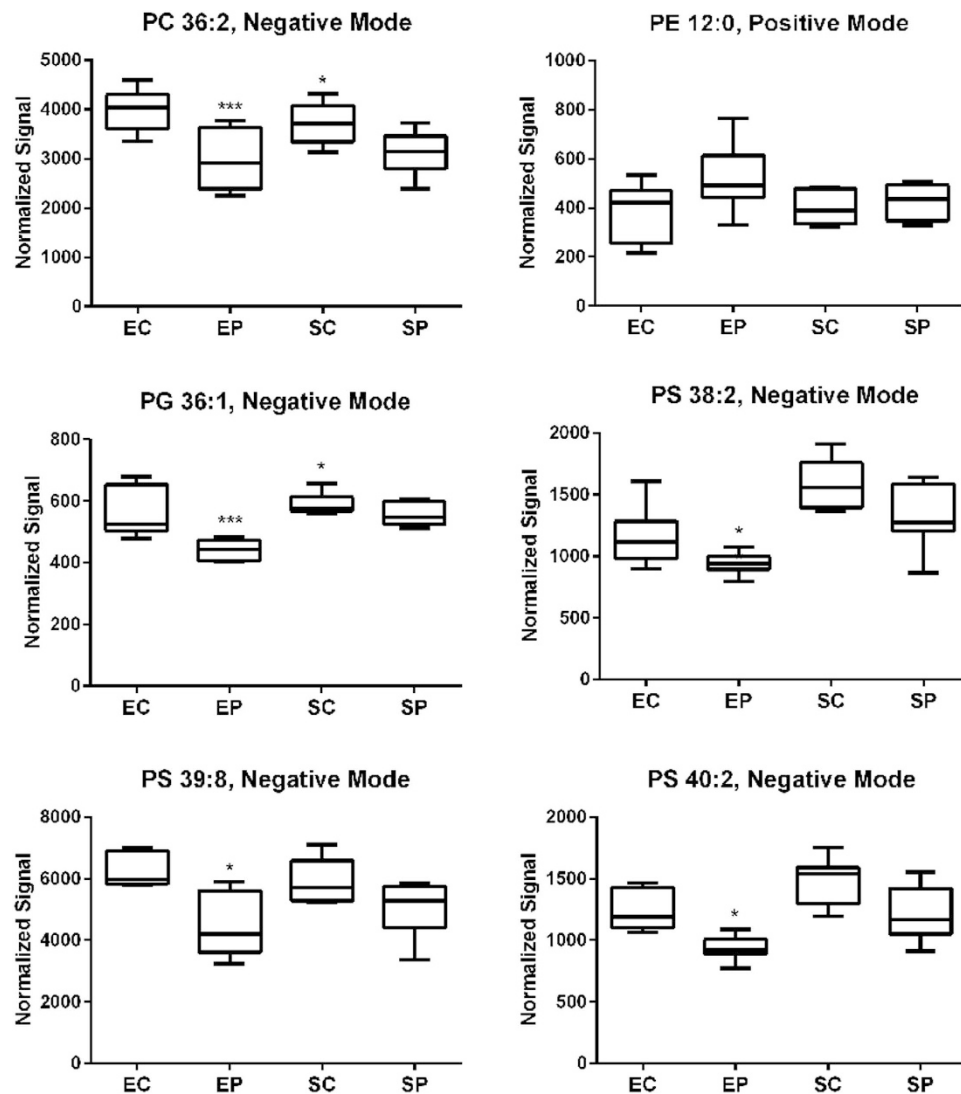 PC 36:2, Negative Mode
Normalized Signal
5000
4000
3000
2000
1000
0
***
*
EC EP SC SP
PE 12:0, Positive Mode
Normalized Signal
1000
800
600
400
200
0
EC EP SC SP
PG 36:1, Negative Mode
Normalized Signal
800
600
400
200
0
***
*
EC EP SC SP
PS 38:2, Negative Mode
Normalized Signal
2000
1500
1000
500
0
*
EC EP SC SP
PS 39:8, Negative Mode
Normalized Signal
8000
6000
4000
2000
0
*
EC EP SC SP
PS 40:2, Negative Mode
Normalized Signal
2000
1500
1000
500
0
*
EC EP SC SP